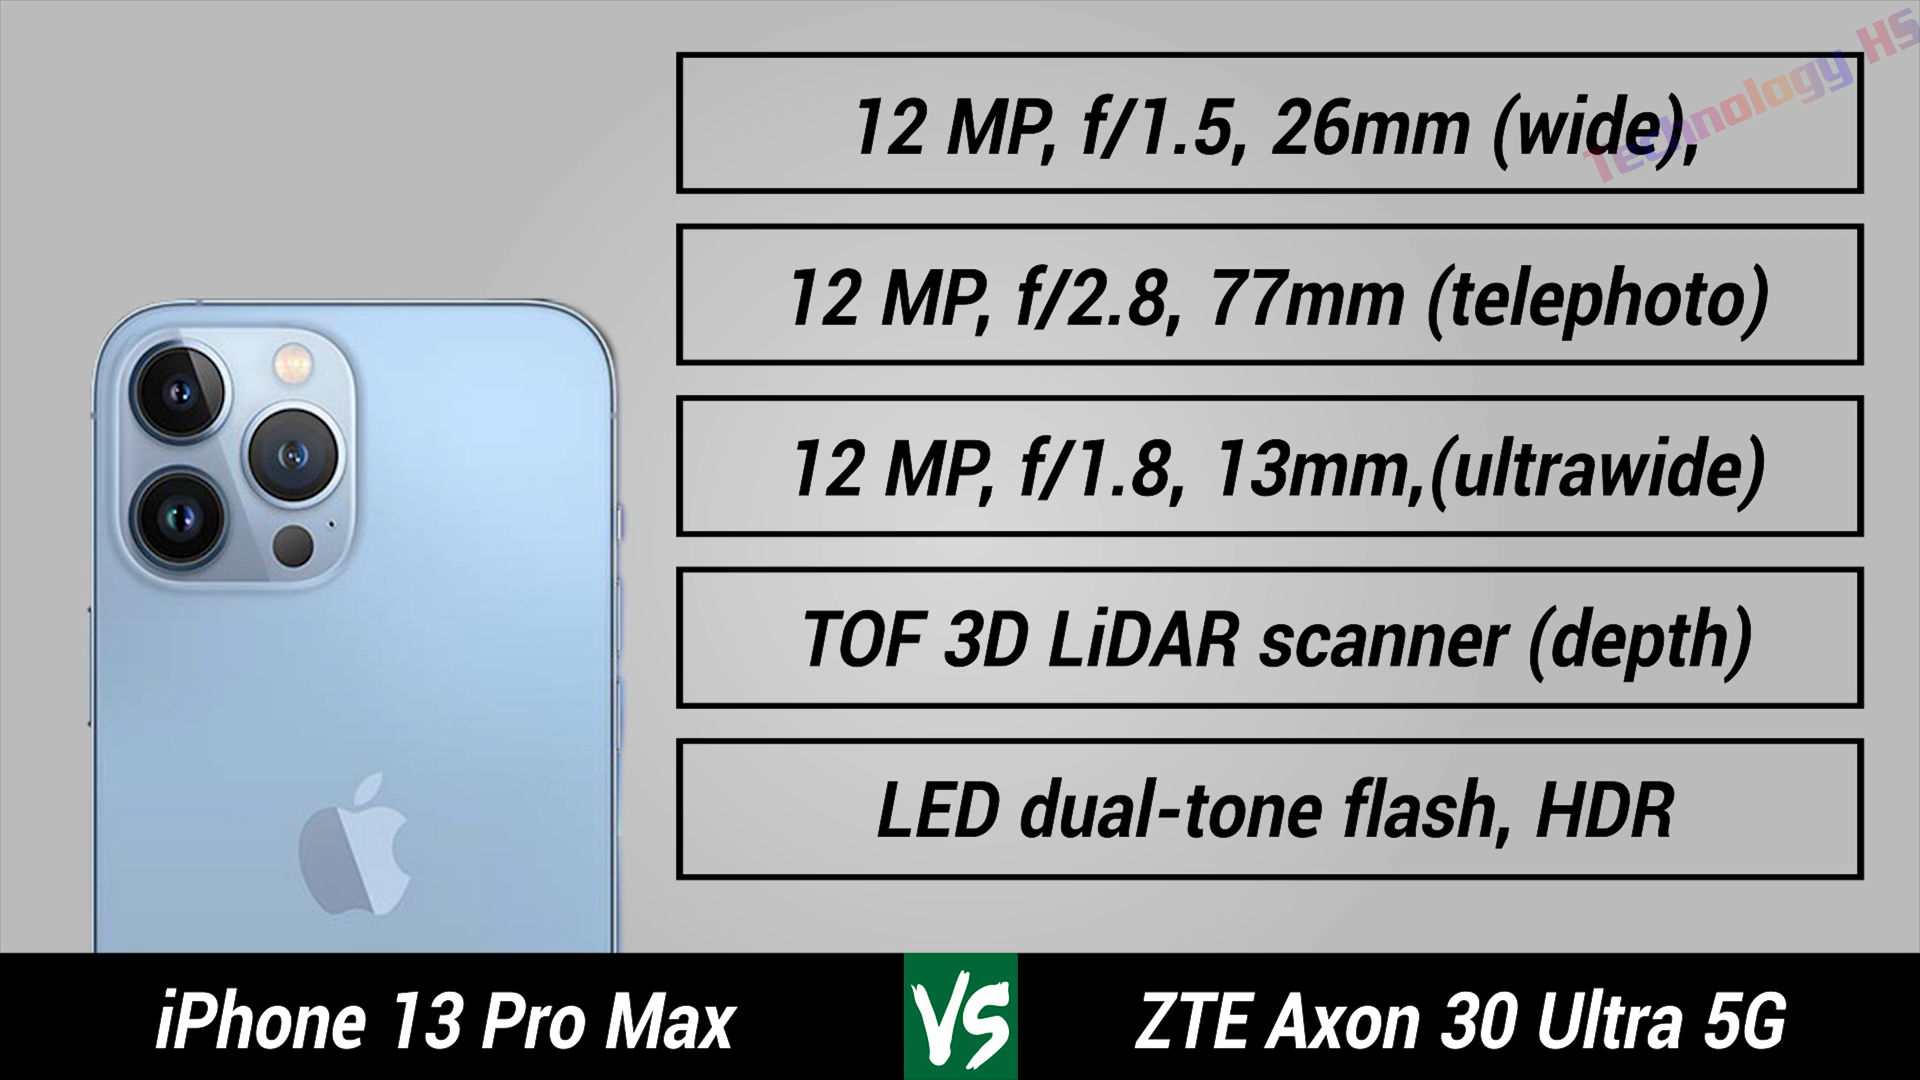 Technology HS
12 MP, f/1.5, 26mm (wide),
12 MP, f/2.8, 77mm (telephoto)
12 MP, f/1.8, 13mm,(ultrawide)
TOF 3D LiDAR scanner (depth)
LED dual-tone flash, HDR
iPhone 13 Pro Max
VS
ZTE Axon 30 Ultra 5G